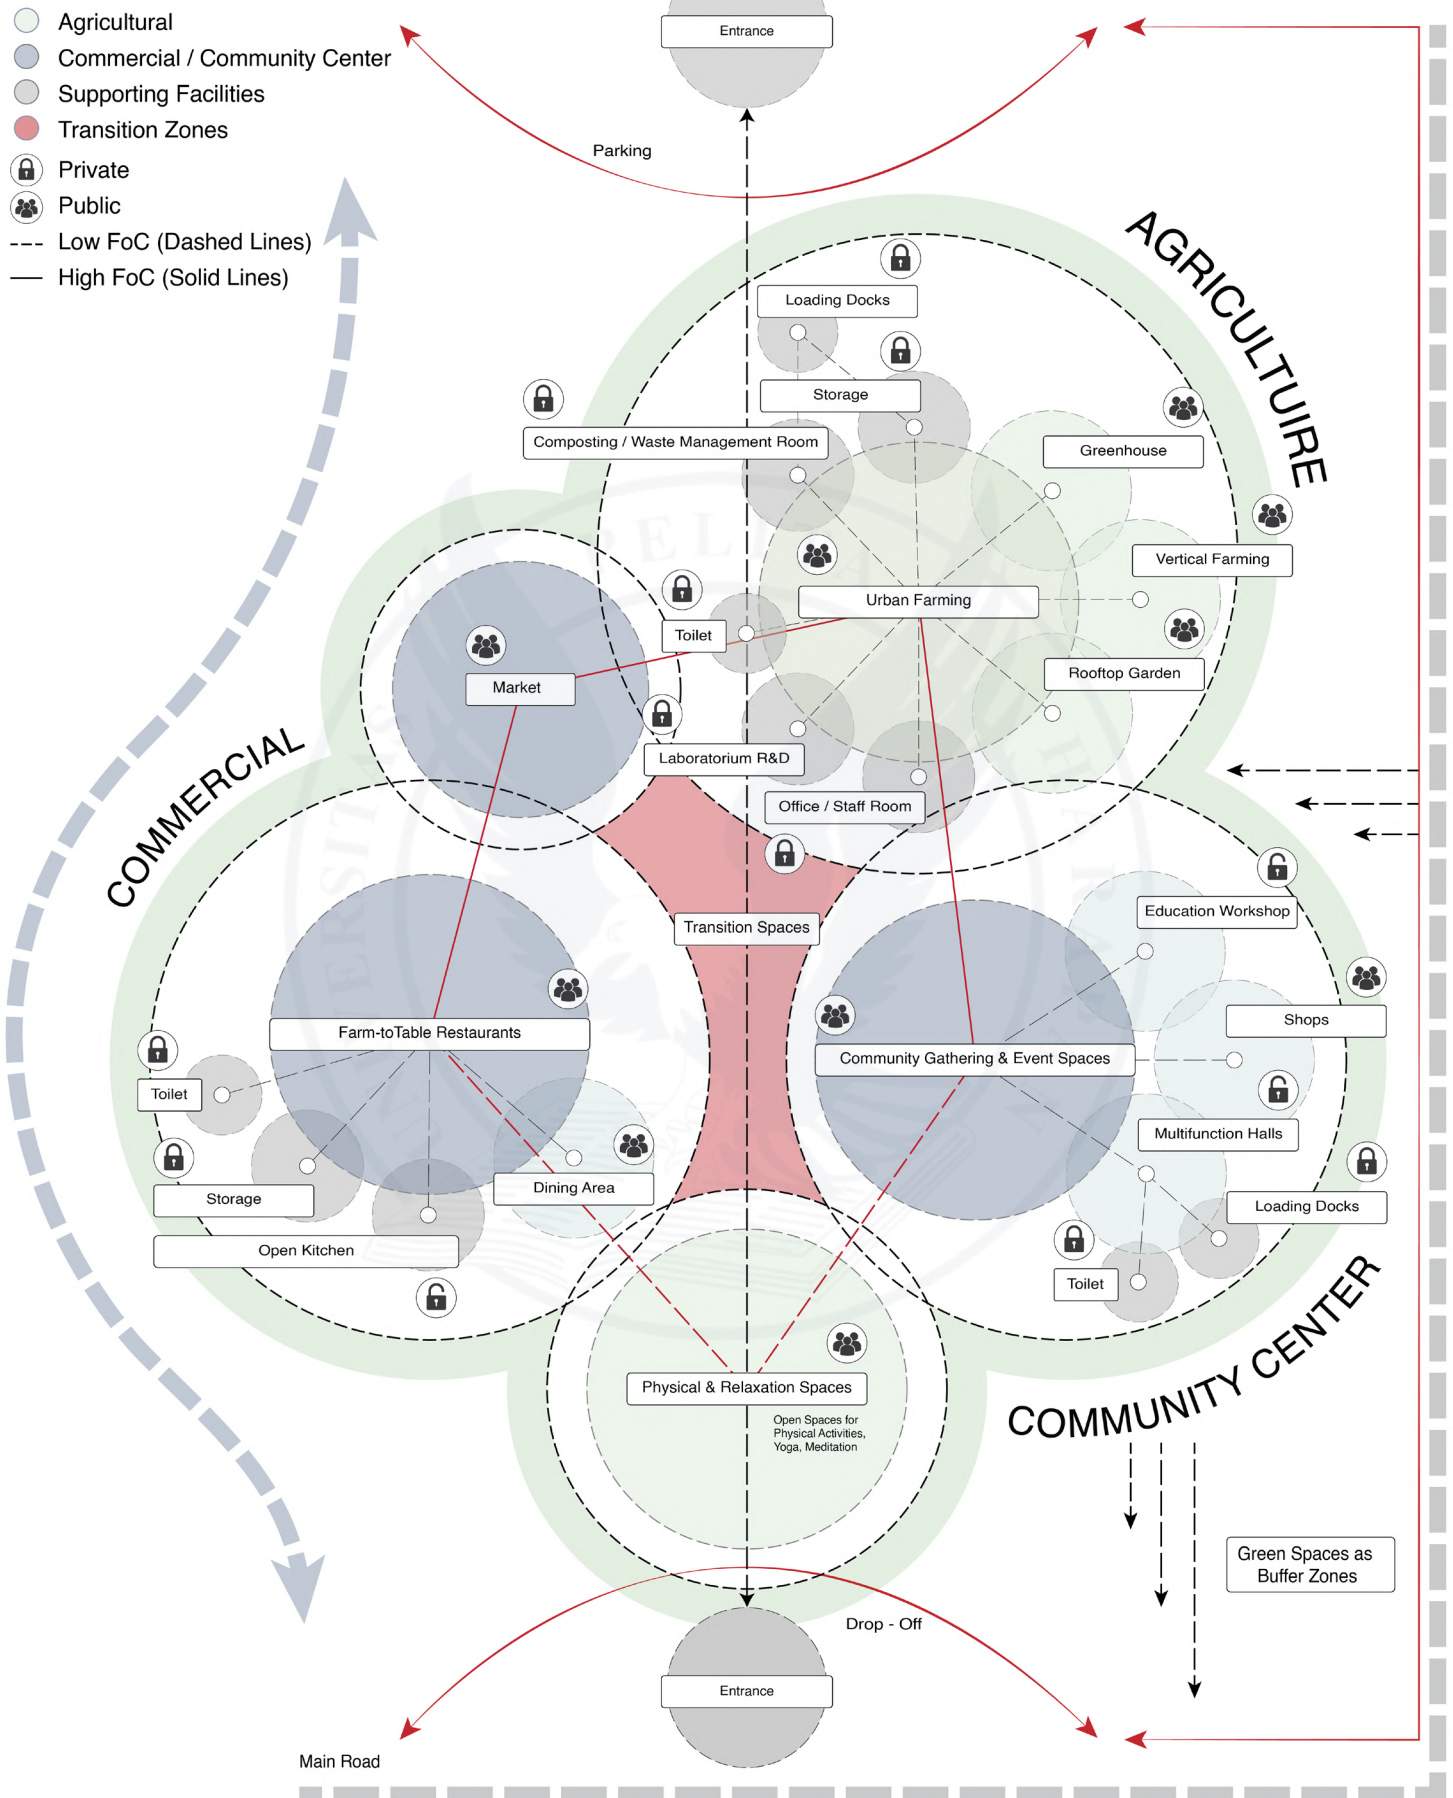 Agricultural
Commercial / Community Center
Supporting Facilities
Transition Zones
Private
Public
Low FoC (Dashed Lines)
High FoC (Solid Lines)
Entrance
Parking
AGRICULTUIRE
Loading Docks
Storage
Composting / Waste Management Room
Greenhouse
Vertical Farming
Urban Farming
Toilet
Rooftop Garden
Market
Laboratorium R&D
Office / Staff Room
COMMERCIAL
Transition Spaces
Education Workshop
Shops
Farm-toTable Restaurants
Community Gathering & Event Spaces
Toilet
Multifunction Halls
Dining Area
Storage
Loading Docks
Open Kitchen
Toilet
COMMUNITY CENTER
Physical & Relaxation Spaces
Open Spaces for
Physical Activities,
Yoga, Meditation
Green Spaces as
Buffer Zones
Drop - Off
Entrance
Main Road